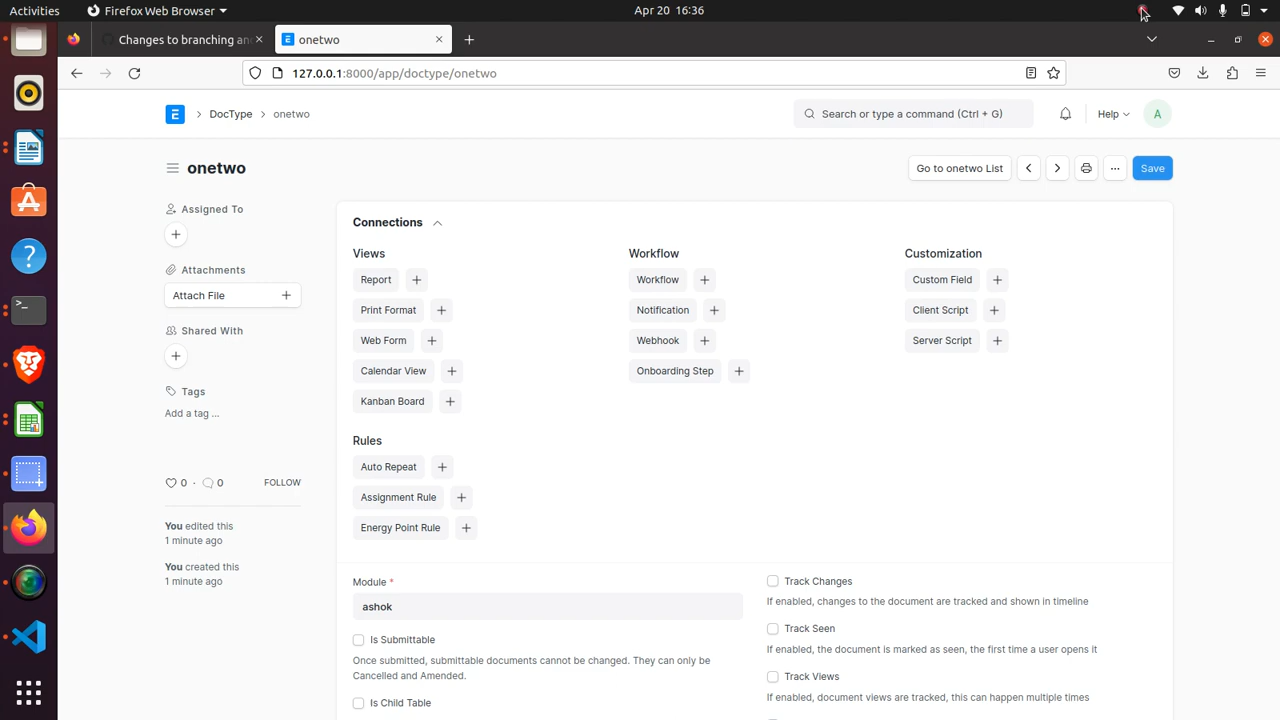 Activities
Firefox Web Browser
Apr 20 16:36
Changes to branching an
onetwo
127.0.0.1:8000/app/doctype/onetwo
E
DocType
onetwo
Search or type a command (Ctrl + G)
Help
A
onetwo
Go to onetwo List
...
Save
Assigned To
Attachments
Attach File
Shared With
Tags
Add a tag ...
0 · 0
FOLLOW
You edited this
1 minute ago
You created this
1 minute ago
Connections
Views
Report
Print Format
Web Form
Calendar View
Kanban Board
Workflow
Workflow
Notification
Webhook
Onboarding Step
Customization
Custom Field
Client Script
Server Script
Rules
Auto Repeat
Assignment Rule
Energy Point Rule
Module *
ashok
Is Submittable
Once submitted, submittable documents cannot be changed. They can only be
Cancelled and Amended.
Is Child Table
Track Changes
If enabled, changes to the document are tracked and shown in timeline
Track Seen
If enabled, the document is marked as seen, the first time a user opens it
Track Views
If enabled, document views are tracked, this can happen multiple times